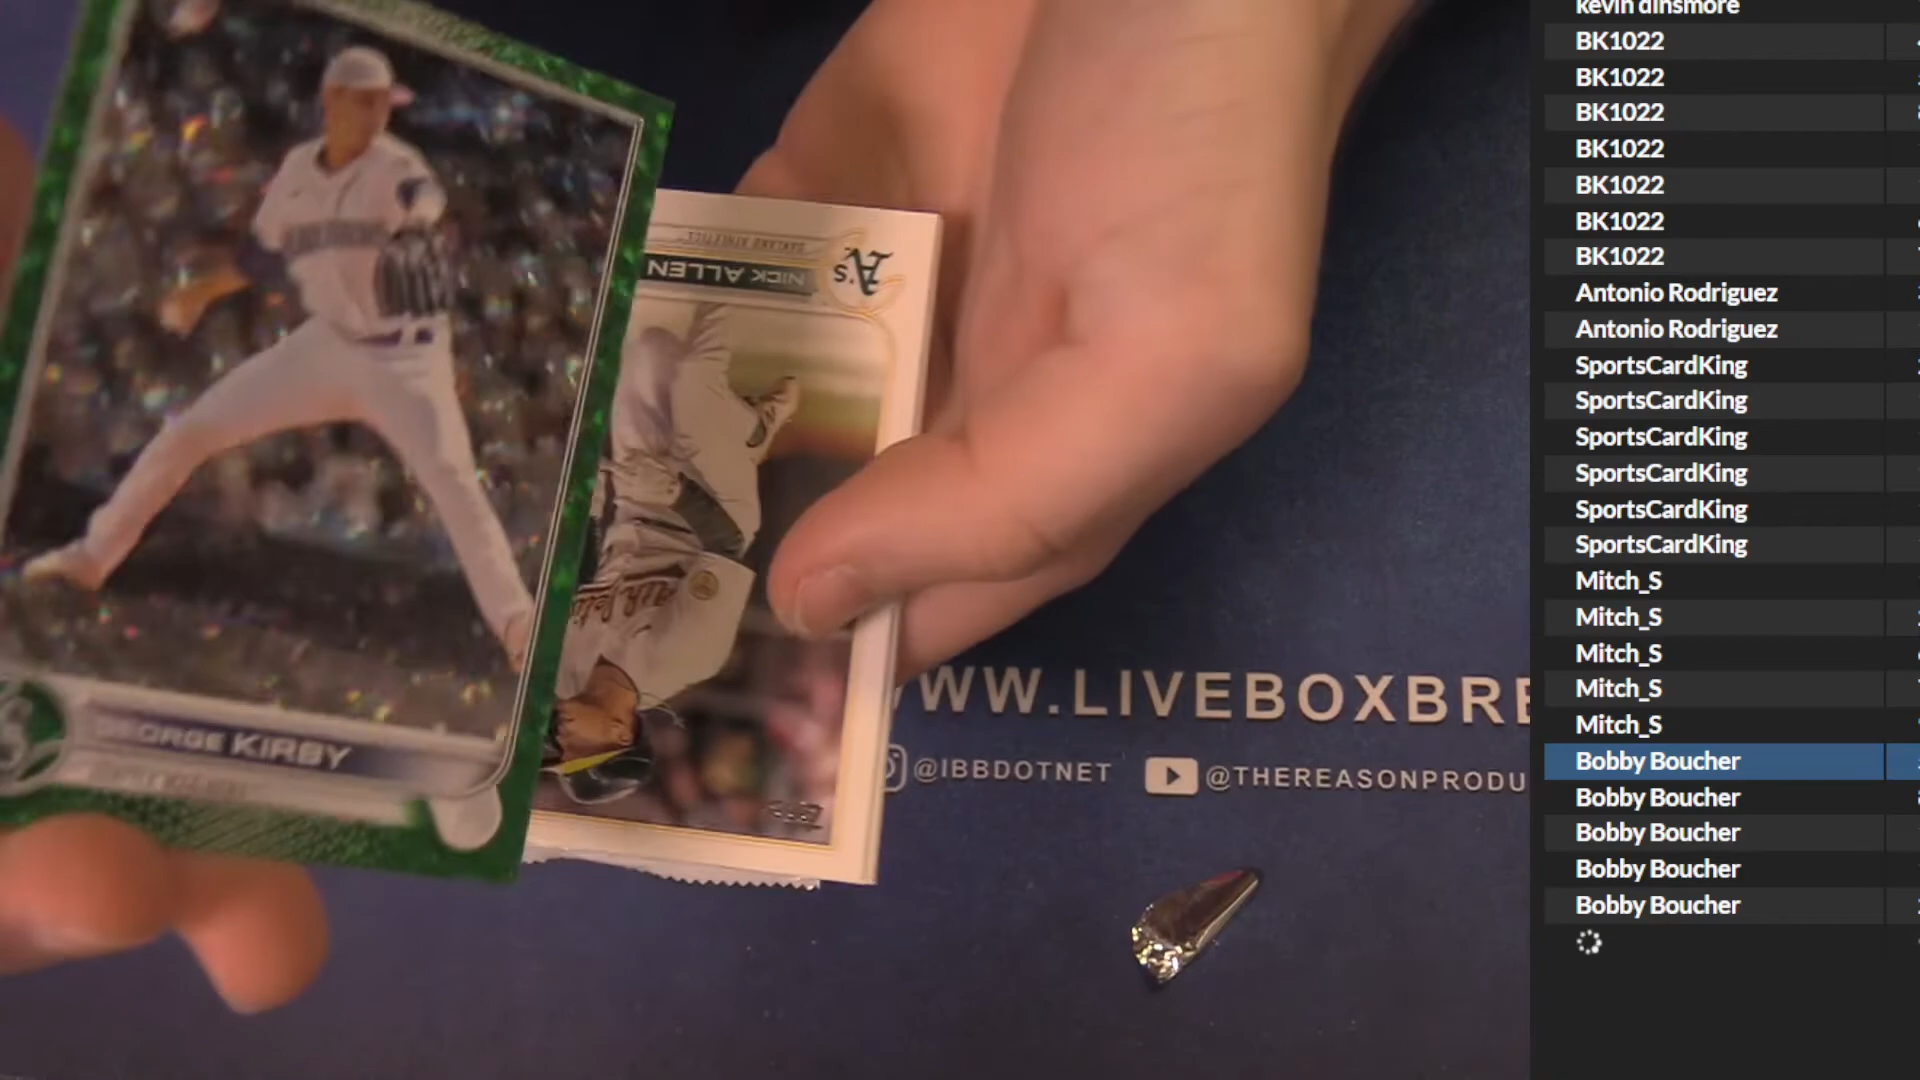 GEORGE KIRBY
OAKLAND ATHLETICS
NICK ALLEN
A's
WWW.LIVEBOXBRE
@IBBDOTNET
@THEREASONPRODU
kevin dinsmore
BK1022
BK1022
BK1022
BK1022
BK1022
BK1022
BK1022
Antonio Rodriguez
Antonio Rodriguez
SportsCardKing
SportsCardKing
SportsCardKing
SportsCardKing
SportsCardKing
SportsCardKing
Mitch_S
Mitch_S
Mitch_S
Mitch_S
Mitch_S
Bobby Boucher
Bobby Boucher
Bobby Boucher
Bobby Boucher
Bobby Boucher